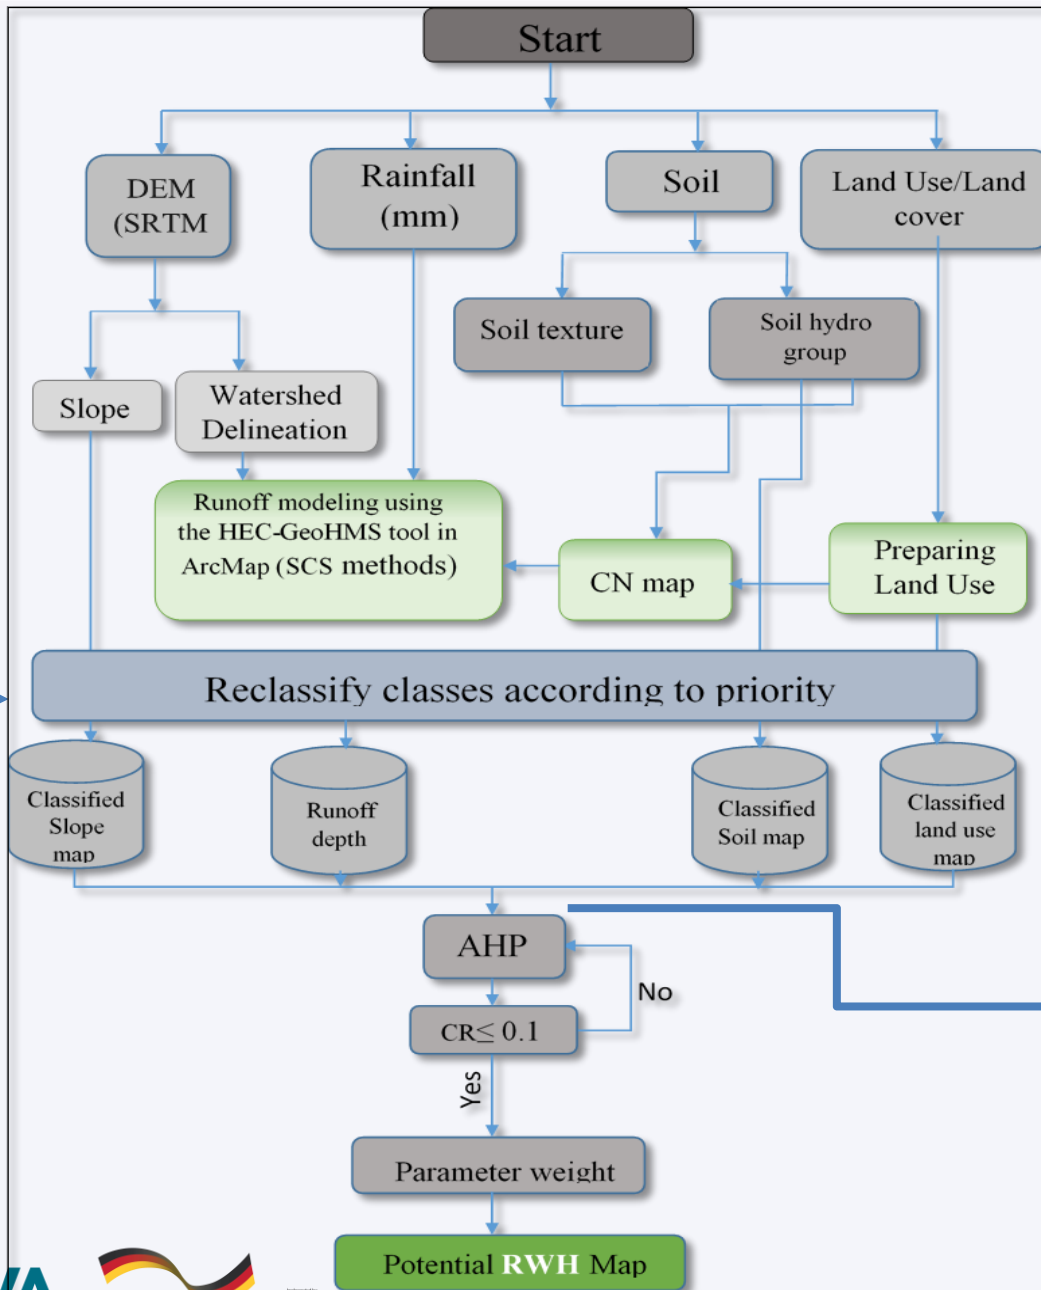 Start
DEM
(SRTM
Rainfall
(mm)
Soil
Land Use/Land
cover
Soil texture
Soil hydro
group
Slope
Watershed
Delineation
Runoff modeling using
the HEC-GeoHMS tool in
ArcMap (SCS methods)
CN map
Preparing
Land Use
Reclassify classes according to priority
Classified
Slope
map
Runoff
depth
Classified
Soil map
Classified
land use
map
AHP
No
CR≤ 0.1
Yes
Parameter weight
Potential RWH Map